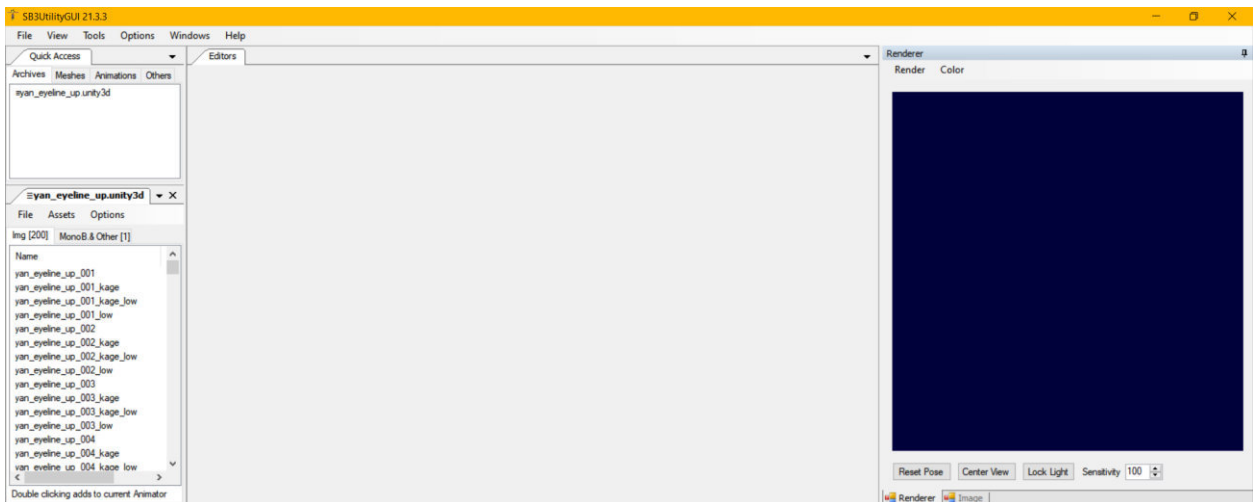 SB3UtilityGUI 21.3.3
File View Tools Options Windows Help
Quick Access
Archives Meshes Animations Others
≡yan_eyeline_up.unity3d
≡yan_eyeline_up.unity3d
File Assets Options
Img [200] MonoB & Other [1]
Name
yan_eyeline_up_001
yan_eyeline_up_001_kage
yan_eyeline_up_001_kage_low
yan_eyeline_up_001_low
yan_eyeline_up_002
yan_eyeline_up_002_kage
yan_eyeline_up_002_kage_low
yan_eyeline_up_002_low
yan_eyeline_up_003
yan_eyeline_up_003_kage
yan_eyeline_up_003_kage_low
yan_eyeline_up_003_low
yan_eyeline_up_004
yan_eyeline_up_004_kage
yan_eyeline_up_004_kage_low
Double clicking adds to current Animator
Editors
Renderer
Render Color
Reset Pose Center View Lock Light Sensitivity 100
Renderer Image